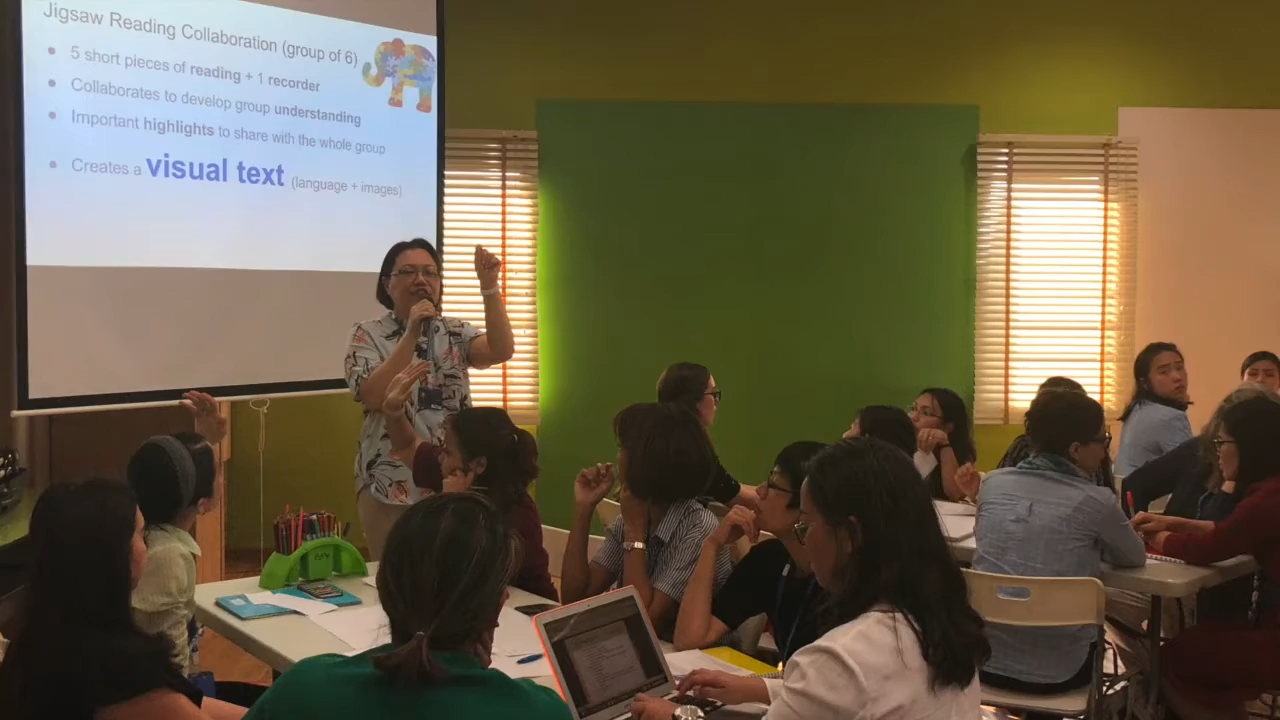 Jigsaw Reading Collaboration (group of 6)
• 5 short pieces of reading + 1 recorder
• Collaborates to develop group understanding
• Important highlights to share with the whole group
• Creates a visual text (language + images)